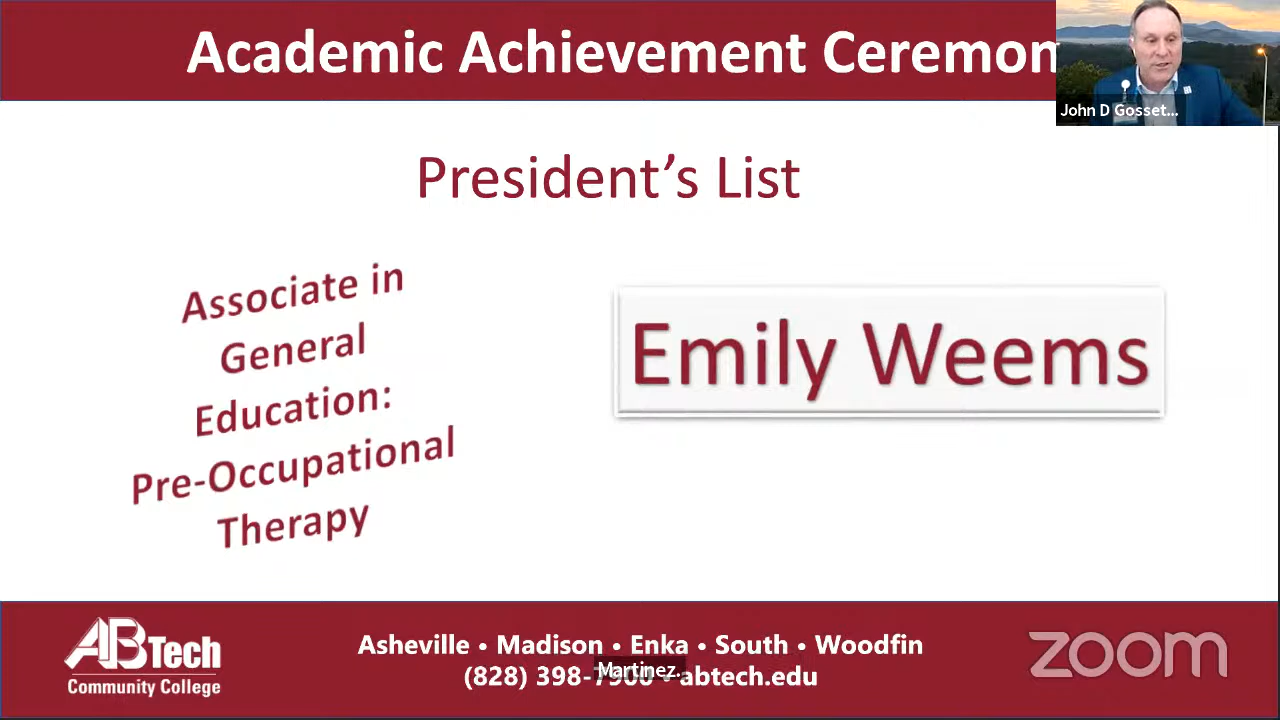 Academic Achievement Ceremon
John D Gosset...
President's List
Associate in
General
Education:
Pre-Occupational
Therapy
Emily Weems
AB Tech
Community College
Asheville • Madison • Enka • South • Woodfin
(828) 398-7900 • abtech.edu
Martinez.
zoom